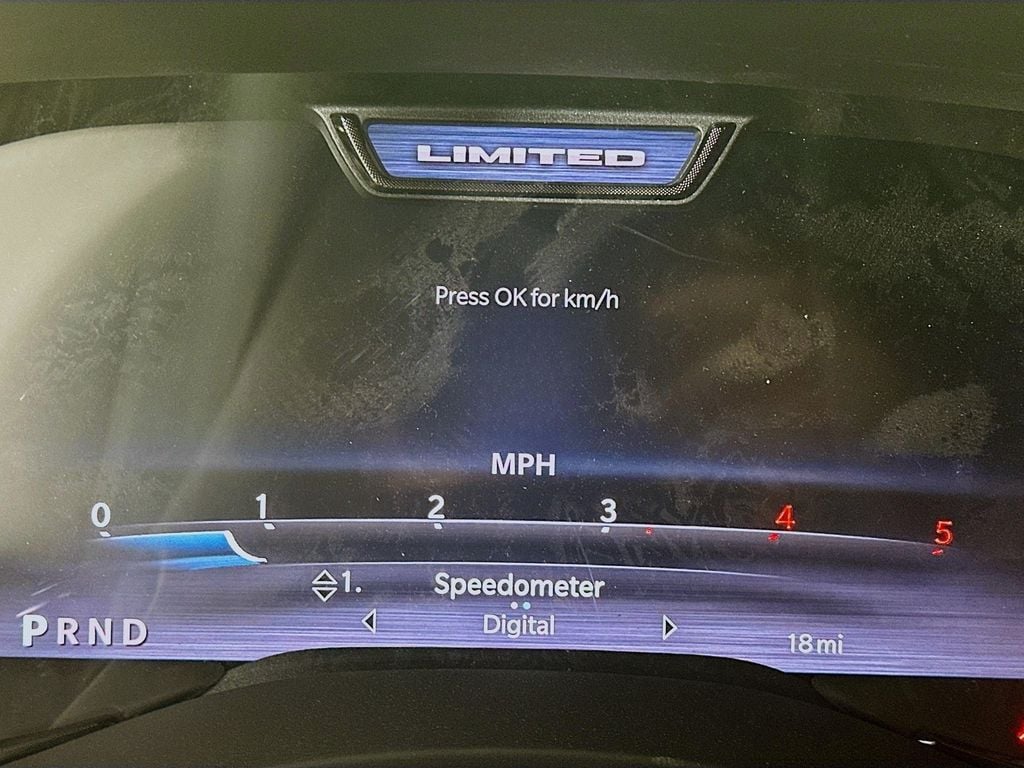 LIMITED
Press OK for km/h
MPH
0 1 2 3 4 5
1. Speedometer
Digital
PRND
18mi